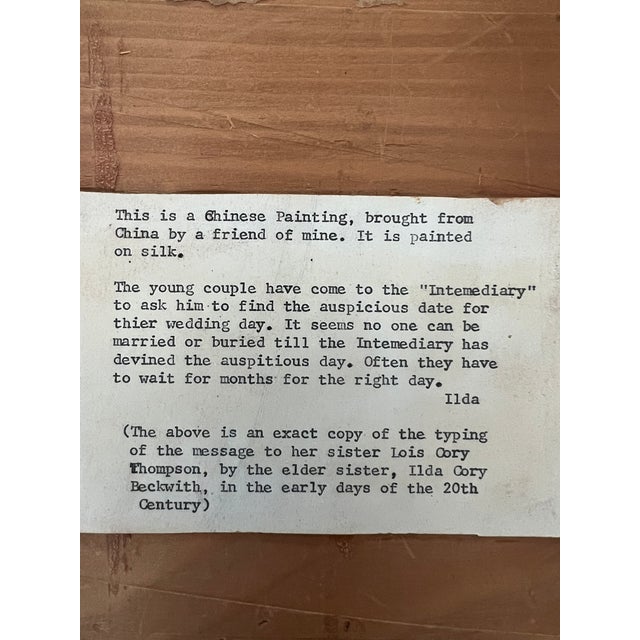 This is a Chinese Painting, brought from
China by a friend of mine. It is painted
on silk.
The young couple have come to the "Intemediary"
to ask him to find the auspicious date for
thier wedding day. It seems no one can be
married or buried till the Intemediary has
devined the auspitious day. Often they have
to wait for months for the right day.
Ilda
(The above is an exact copy of the typing
of the message to her sister Lois Cory
Thompson, by the elder sister, Ilda Cory
Beckwith, in the early days of the 20th
Century)